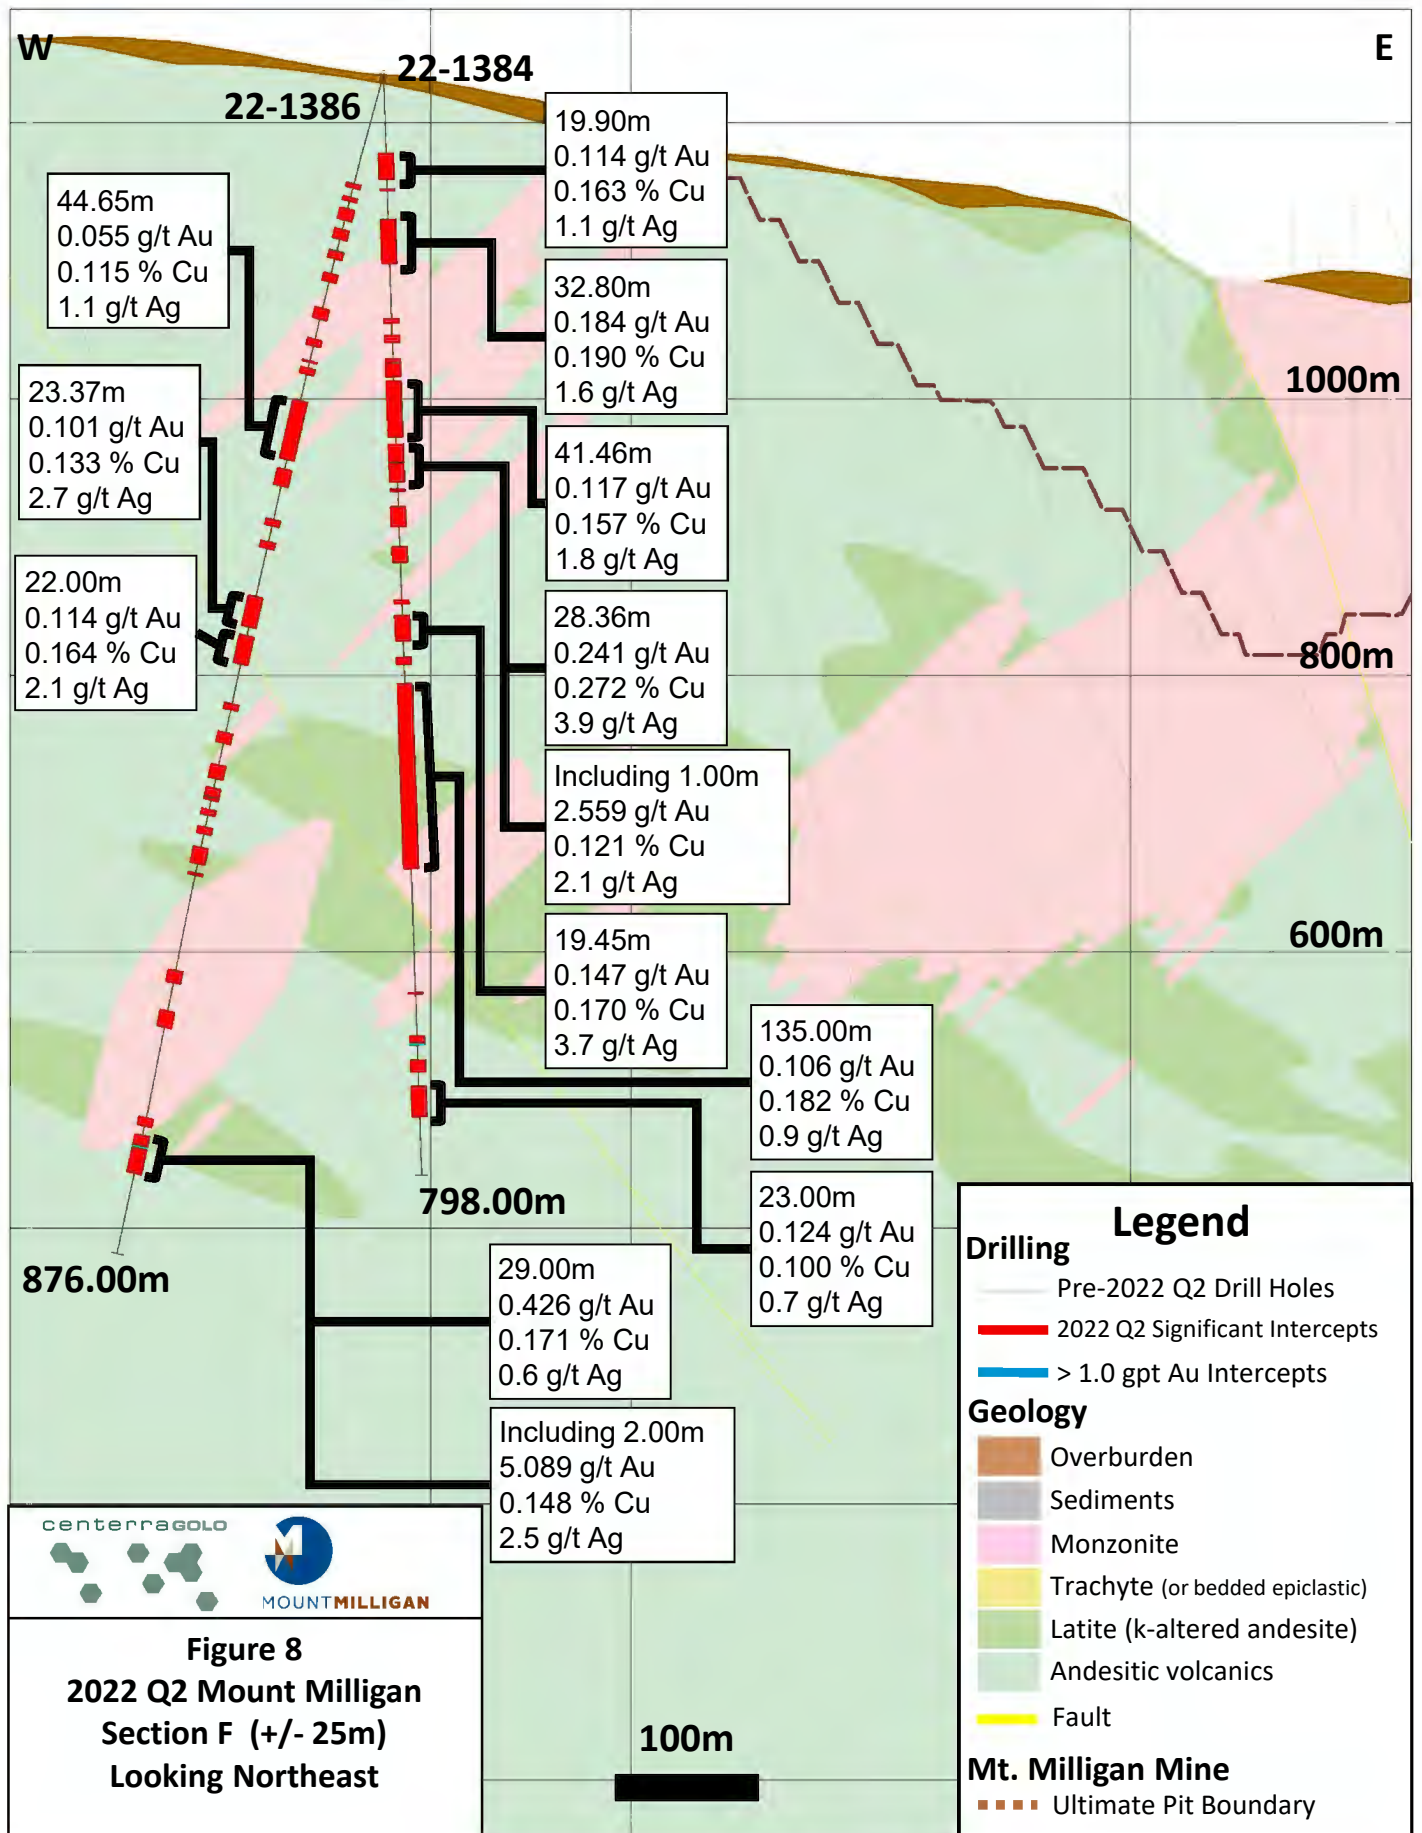 W
E
22-1384
22-1386
19.90m
0.114 g/t Au
0.163 % Cu
1.1 g/t Ag
44.65m
0.055 g/t Au
0.115 % Cu
1.1 g/t Ag
32.80m
0.184 g/t Au
0.190 % Cu
1.6 g/t Ag
23.37m
0.101 g/t Au
0.133 % Cu
2.7 g/t Ag
1000m
41.46m
0.117 g/t Au
0.157 % Cu
1.8 g/t Ag
22.00m
0.114 g/t Au
0.164 % Cu
2.1 g/t Ag
28.36m
0.241 g/t Au
0.272 % Cu
3.9 g/t Ag
800m
Including 1.00m
2.559 g/t Au
0.121 % Cu
2.1 g/t Ag
19.45m
0.147 g/t Au
0.170 % Cu
3.7 g/t Ag
600m
135.00m
0.106 g/t Au
0.182 % Cu
0.9 g/t Ag
23.00m
0.124 g/t Au
0.100 % Cu
0.7 g/t Ag
798.00m
876.00m
29.00m
0.426 g/t Au
0.171 % Cu
0.6 g/t Ag
Including 2.00m
5.089 g/t Au
0.148 % Cu
2.5 g/t Ag
Legend
Drilling
Pre-2022 Q2 Drill Holes
2022 Q2 Significant Intercepts
> 1.0 gpt Au Intercepts
Geology
Overburden
Sediments
Monzonite
Trachyte (or bedded epiclastic)
Latite (k-altered andesite)
Andesitic volcanics
Fault
Mt. Milligan Mine
Ultimate Pit Boundary
centerraGOLD
MOUNTMILLIGAN
Figure 8
2022 Q2 Mount Milligan
Section F (+/- 25m)
Looking Northeast
100m